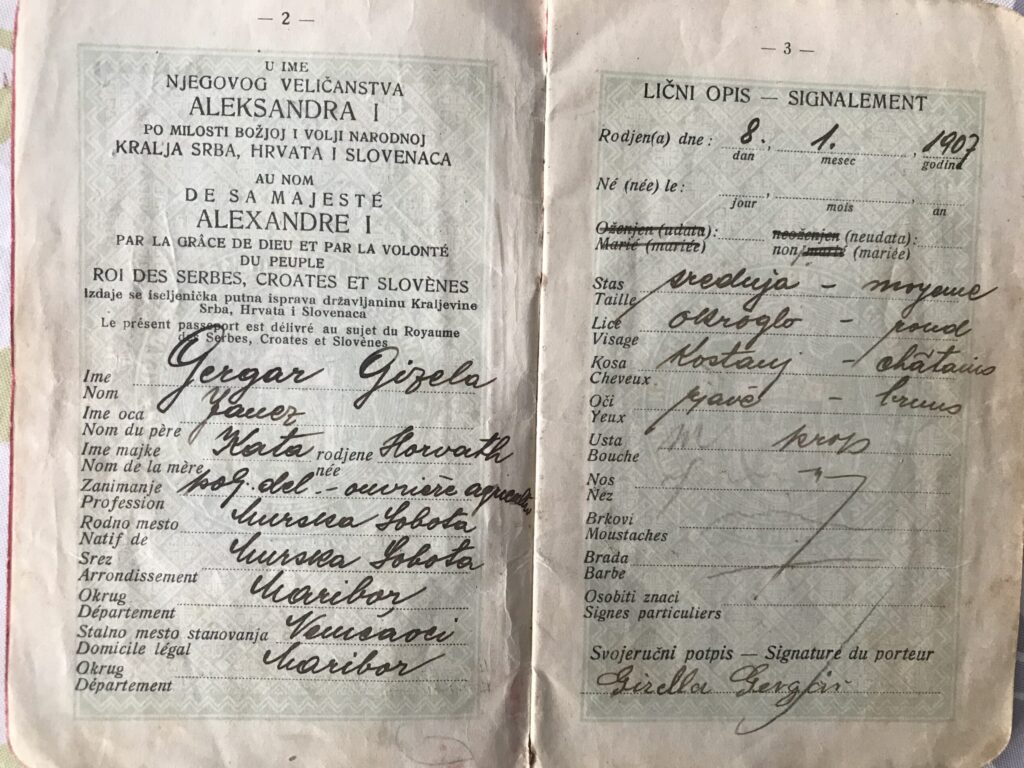 — 2 —
U IME
NJEGOVOG VELIČANSTVA
ALEKSANDRA I
PO MILOSTI BOŽJOJ I VOLJI NARODNOJ
KRALJA SRBA, HRVATA I SLOVENACA
AU NOM
DE SA MAJESTÉ
ALEXANDRE I
PAR LA GRÂCE DE DIEU ET PAR LA VOLONTÉ
DU PEUPLE
ROI DES SERBES, CROATES ET SLOVÈNES
Izdaje se iseljenička putna isprava državljaninu Kraljevine
Srba, Hrvata i Slovenaca
Le présent passeport est délivré au sujet du Royaume
des Serbes, Croates et Slovènes
Ime Gergar Gizela
Nom
Ime oca Janez
Nom du père
Ime majke Kata rodjene Horvath
Nom de la mère née
Zanimanje polj. del. – ouvrière
Profession
Rodno mesto Murska Sobota
Natif de
Srez Murska Sobota
Arrondissement
Okrug Maribor
Département
Stalno mesto stanovanja Nemčavci
Domicile légal
Okrug Maribor
Département
— 3 —
LIČNI OPIS — SIGNALEMENT
Rodjen(a) dne: 8. 1. 1907
dan mesec godina
Né (née) le:
jour mois an
Oženjen (udata): neoženjen (neudata):
Marié (mariée) non marié (mariée)
Stas srednja – moyenne
Taille
Lice okroglo – rond
Visage
Kosa kostanj – châtains
Cheveux
Oči rjave – bruns
Yeux
Usta prop
Bouche
Nos "
Nez
Brkovi
Moustaches
Brada
Barbe
Osobiti znaci
Signes particuliers
Svojeručni potpis — Signature du porteur
Gizella Gergár